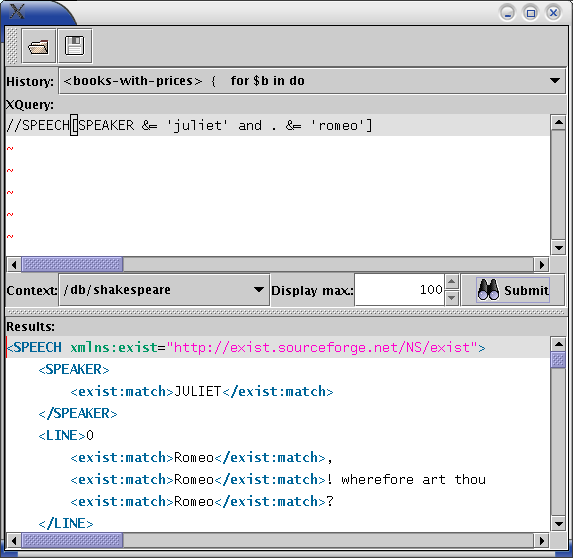 History: <books-with-prices> {   for $b in do
XQuery:
//SPEECH[SPEAKER &= 'juliet' and . &= 'romeo']
~
~
~
~
~
Context: /db/shakespeare Display max.: 100 Submit
Results:
<SPEECH xmlns:exist="http://exist.sourceforge.net/NS/exist">
    <SPEAKER>
        <exist:match>JULIET</exist:match>
    </SPEAKER>
    <LINE>O
        <exist:match>Romeo</exist:match>,
        <exist:match>Romeo</exist:match>! wherefore art thou
        <exist:match>Romeo</exist:match>?
    </LINE>